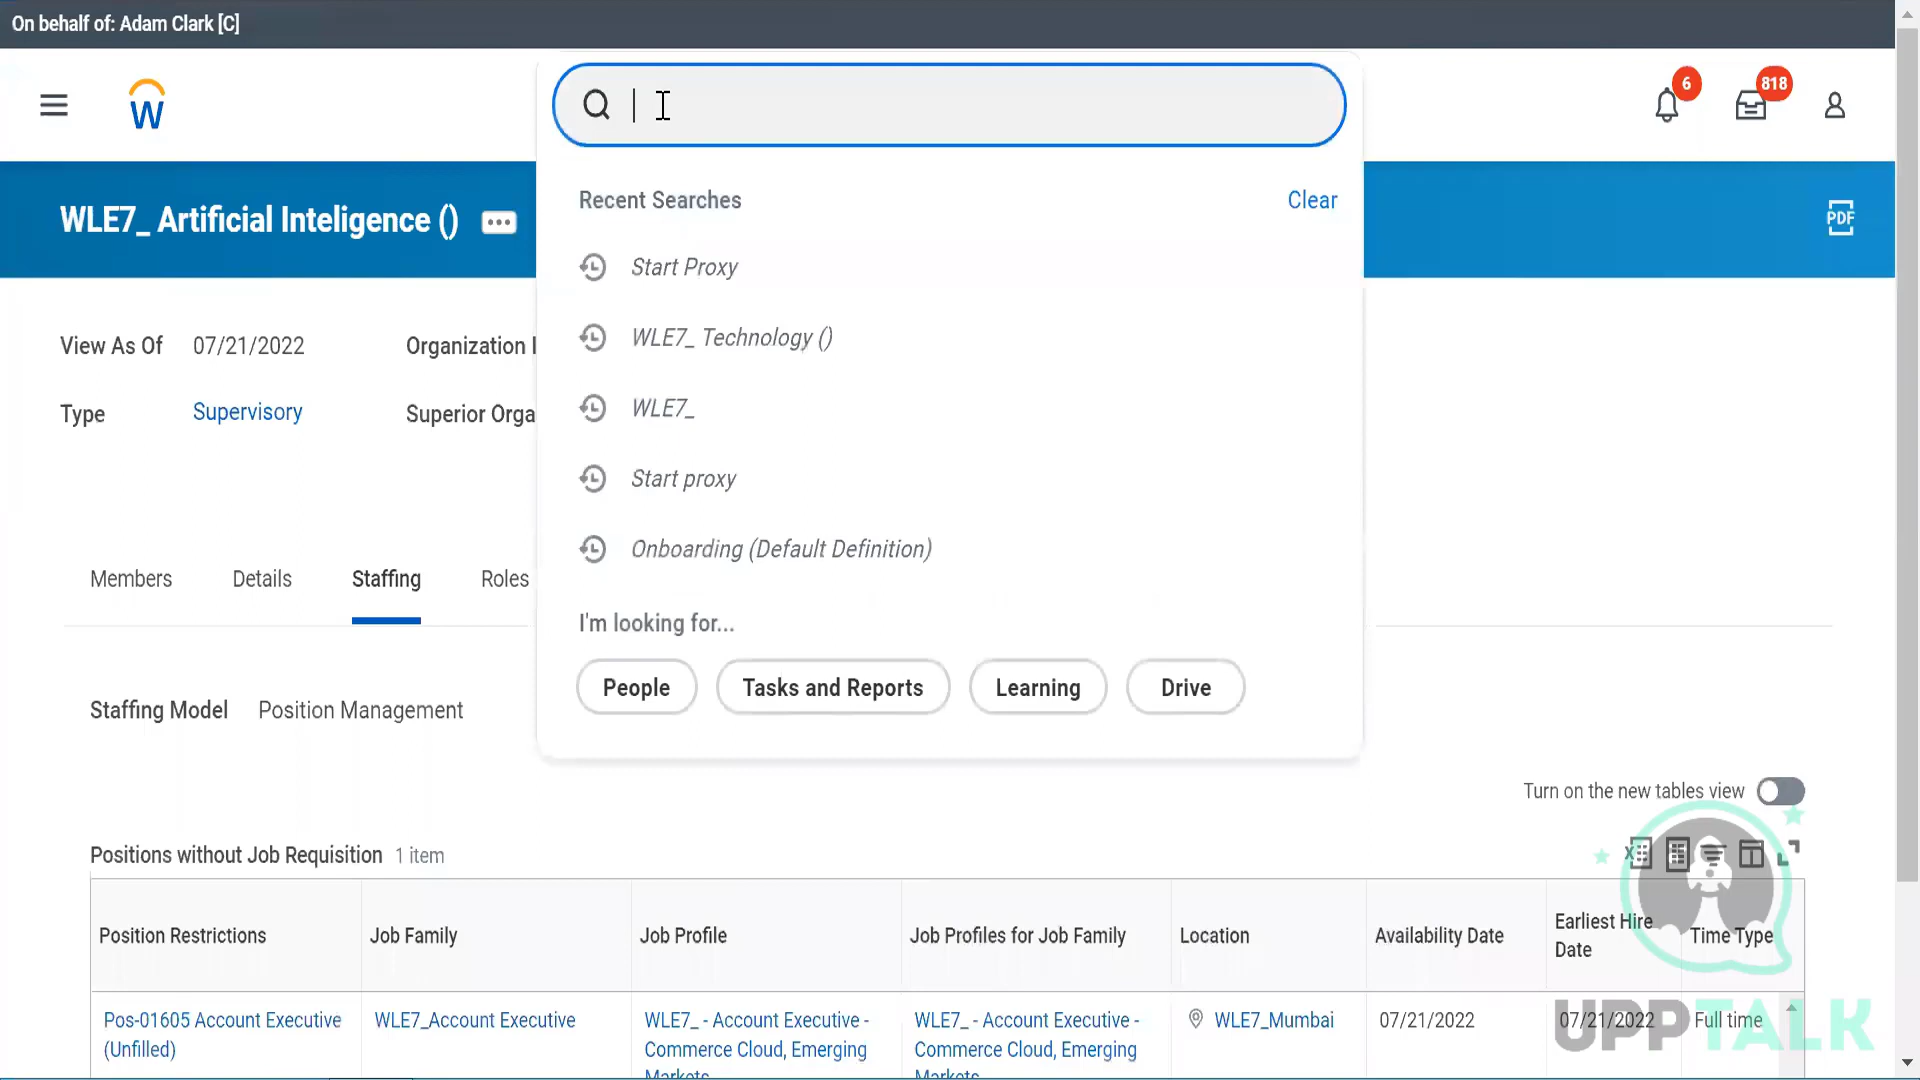 On behalf of: Adam Clark [C]
W
6
818
WLE7_ Artificial Inteligence ()
PDF
Recent Searches
Clear
Start Proxy
WLE7_ Technology ()
WLE7_
Start proxy
Onboarding (Default Definition)
I'm looking for...
People
Tasks and Reports
Learning
Drive
View As Of 07/21/2022
Organization
Type Supervisory
Superior Orga
Members Details Staffing Roles
Staffing Model Position Management
Turn on the new tables view
Positions without Job Requisition 1 item
Position Restrictions
Job Family
Job Profile
Job Profiles for Job Family
Location
Availability Date
Earliest Hire
Date
Time Type
Pos-01605 Account Executive
(Unfilled)
WLE7_Account Executive
WLE7_ - Account Executive -
Commerce Cloud, Emerging
Markets
WLE7_ - Account Executive -
Commerce Cloud, Emerging
Markets
WLE7_Mumbai
07/21/2022
07/21/2022
Full time
UPPTALK